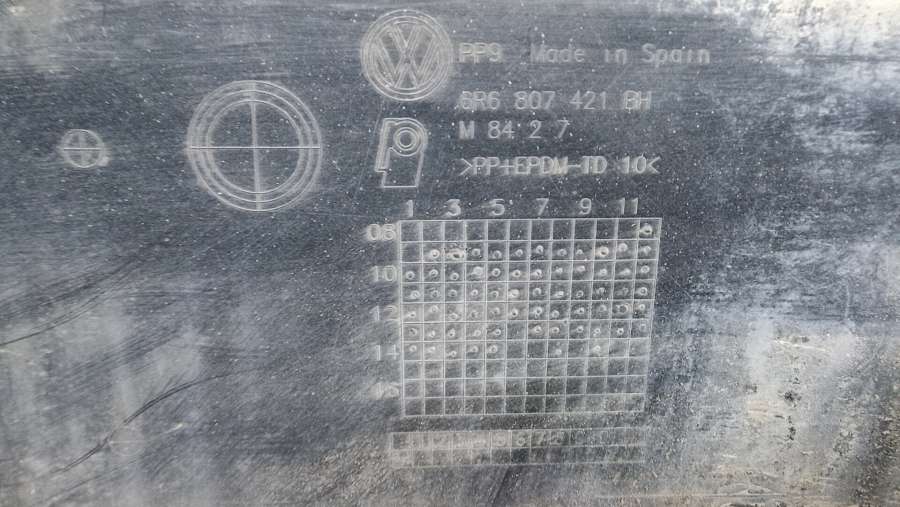 PP9 Made in Spain
6R6 807 421 BH
M 84 2 7
>PP+EPDM-TD 10<
1 3 5 7 9 11
08
10
12
14